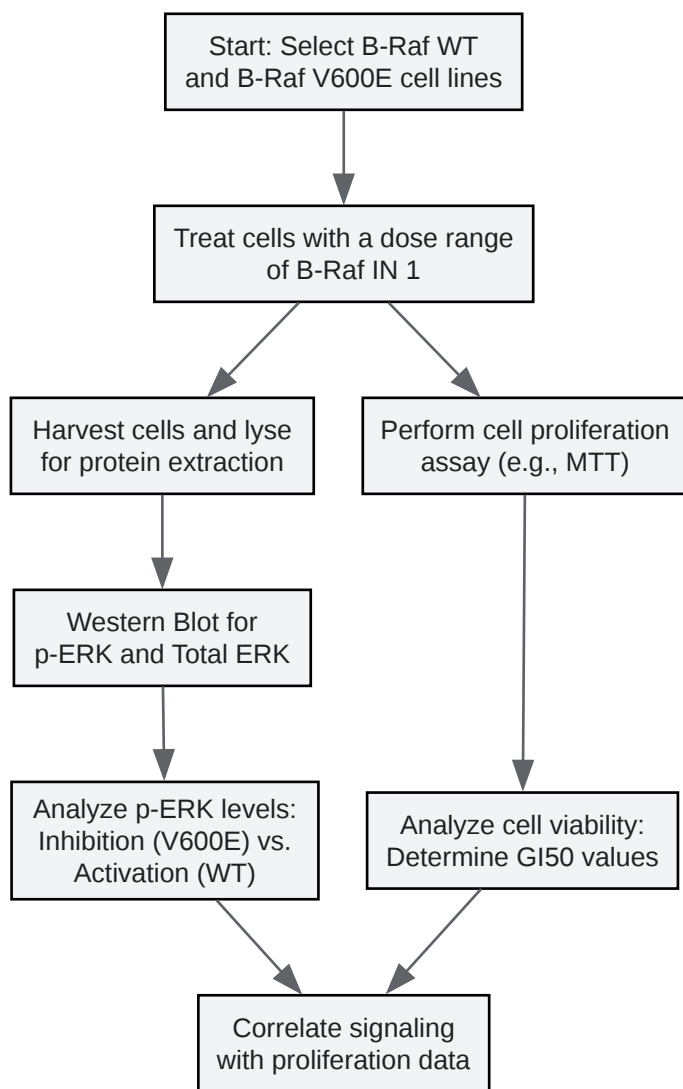 Start: Select B-Raf WT
and B-Raf V600E cell lines
Treat cells with a dose range
of B-Raf IN 1
Harvest cells and lyse
for protein extraction
Perform cell proliferation
assay (e.g., MTT)
Western Blot for
p-ERK and Total ERK
Analyze p-ERK levels:
Inhibition (V600E) vs.
Activation (WT)
Analyze cell viability:
Determine GI50 values
Correlate signaling
with proliferation data